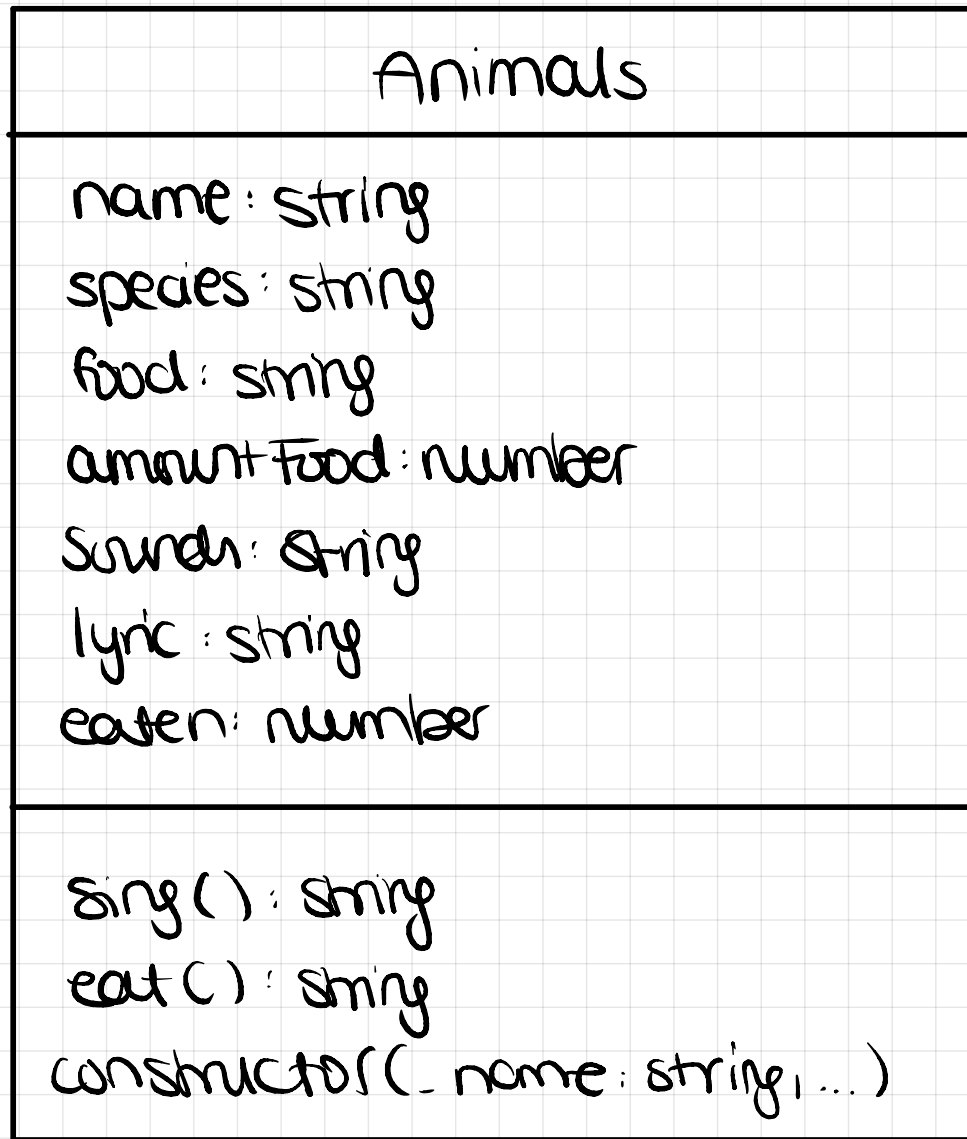 Animals
name: string
species: string
food: string
amountFood: number
sounds: string
lyric: string
eaten: number
sing(): string
eat(): string
constructor(_name: string, ...)